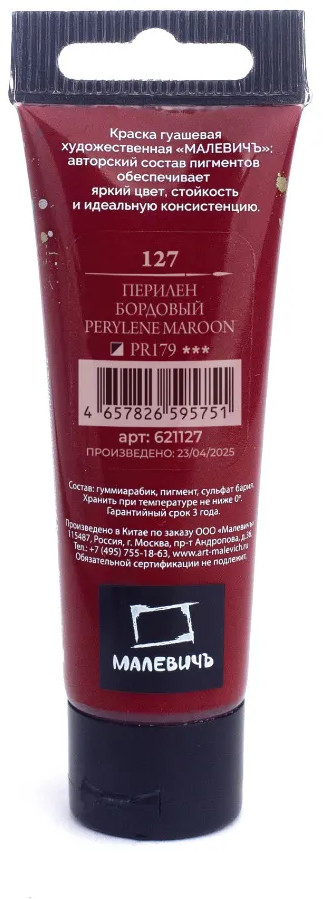 Краска гуашевая
художественная «МАЛЕВИЧЪ»:
авторский состав пигментов
обеспечивает
яркий цвет, стойкость
и идеальную консистенцию.
127
ПЕРИЛЕН
БОРДОВЫЙ
PERYLENE MAROON
PR179 ***
4 657826 595751
арт: 621127
ПРОИЗВЕДЕНО: 23/04/2025
Состав: гуммиарабик, пигмент, сульфат бария.
Хранить при температуре не ниже 0°.
Гарантийный срок 3 года.
Произведено в Китае по заказу ООО «Малевичъ»
115487, Россия, г. Москва, пр-т Андропова, д.38,
Тел.: +7 (495) 755-18-63, www.art-malevich.ru
Обязательной сертификации не подлежит.
МАЛЕВИЧЪ